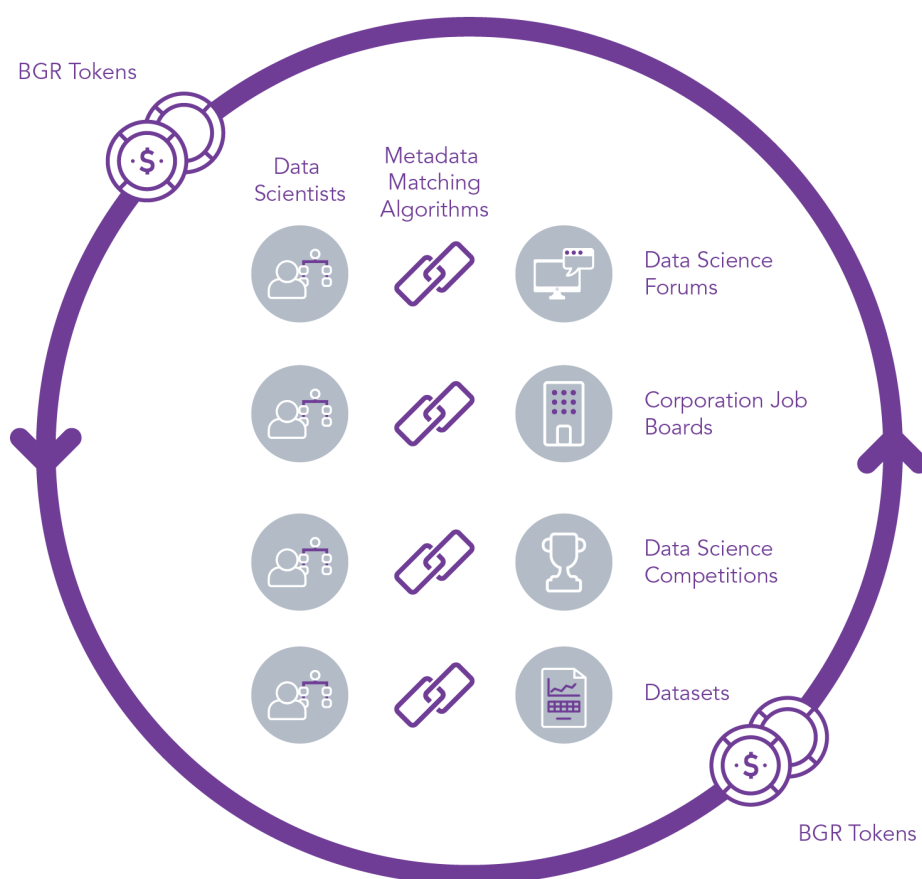 BGR Tokens
Data
Scientists
Metadata
Matching
Algorithms
Data Science
Forums
Corporation Job
Boards
Data Science
Competitions
Datasets
BGR Tokens
$
$